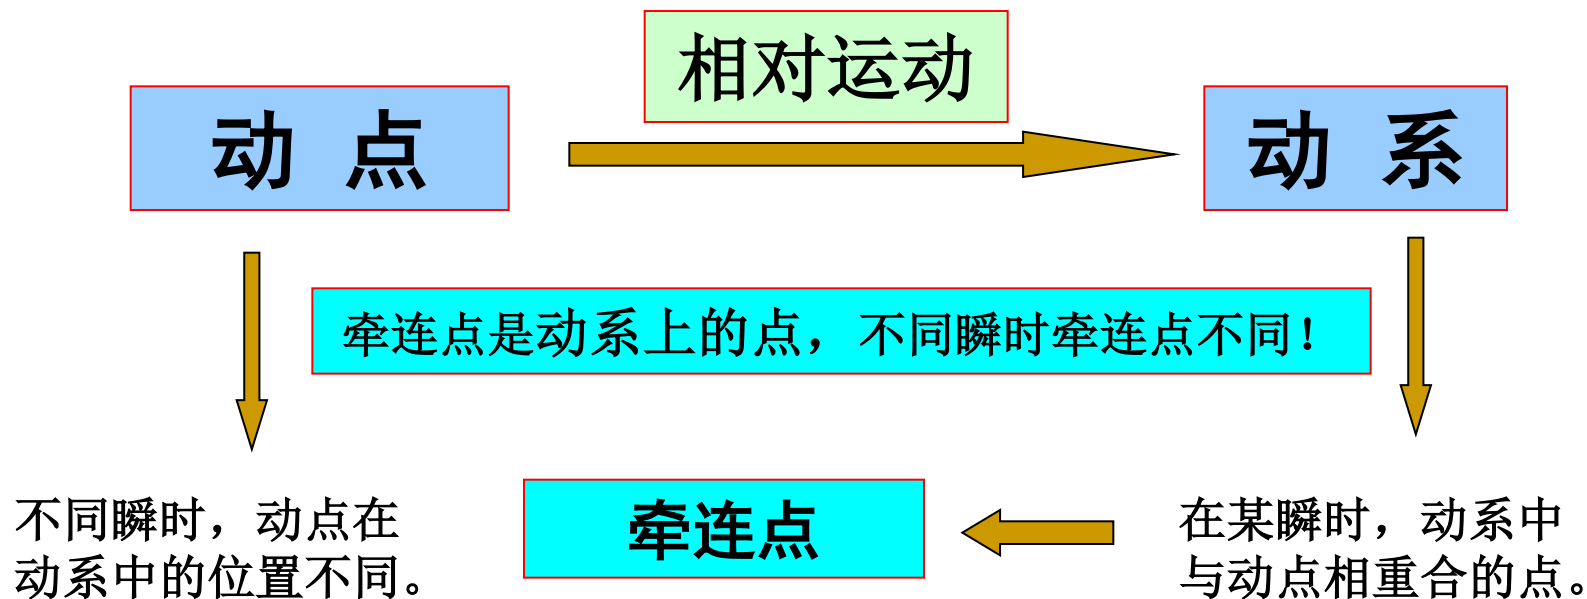 相对运动
动 点
动 系
牵连点是动系上的点，不同瞬时牵连点不同！
不同瞬时，动点在
动系中的位置不同。
牵连点
在某瞬时，动系中
与动点相重合的点。